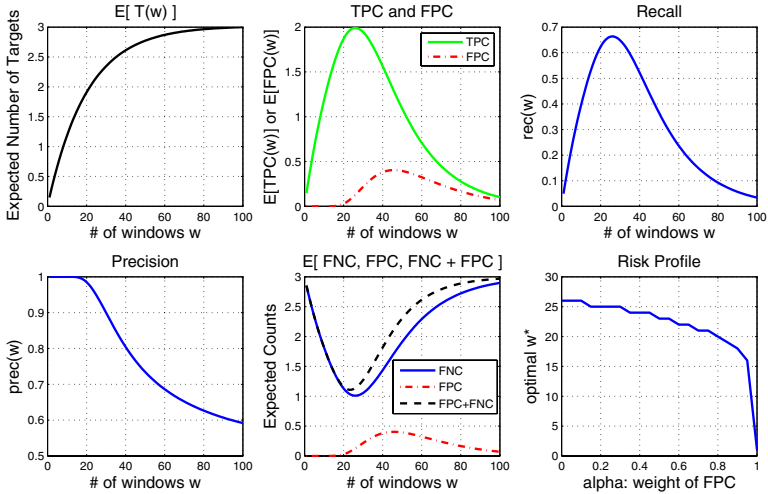 E[ T(w) ]
Expected Number of Targets
3
2.5
2
1.5
1
0.5
0
0 20 40 60 80 100
# of windows w
TPC and FPC
E[TPC(w)] or E[FPC(w)]
2
1.5
1
0.5
0
0 20 40 60 80 100
# of windows w
TPC
FPC
Recall
rec(w)
0.7
0.6
0.5
0.4
0.3
0.2
0.1
0
0 20 40 60 80 100
# of windows w
Precision
prec(w)
1
0.9
0.8
0.7
0.6
0.5
0 20 40 60 80 100
# of windows w
E[ FNC, FPC, FNC + FPC ]
Expected Counts
3
2.5
2
1.5
1
0.5
0
0 20 40 60 80 100
# of windows w
FNC
FPC
FPC+FNC
Risk Profile
optimal w*
30
25
20
15
10
5
0
0 0.2 0.4 0.6 0.8 1
alpha: weight of FPC